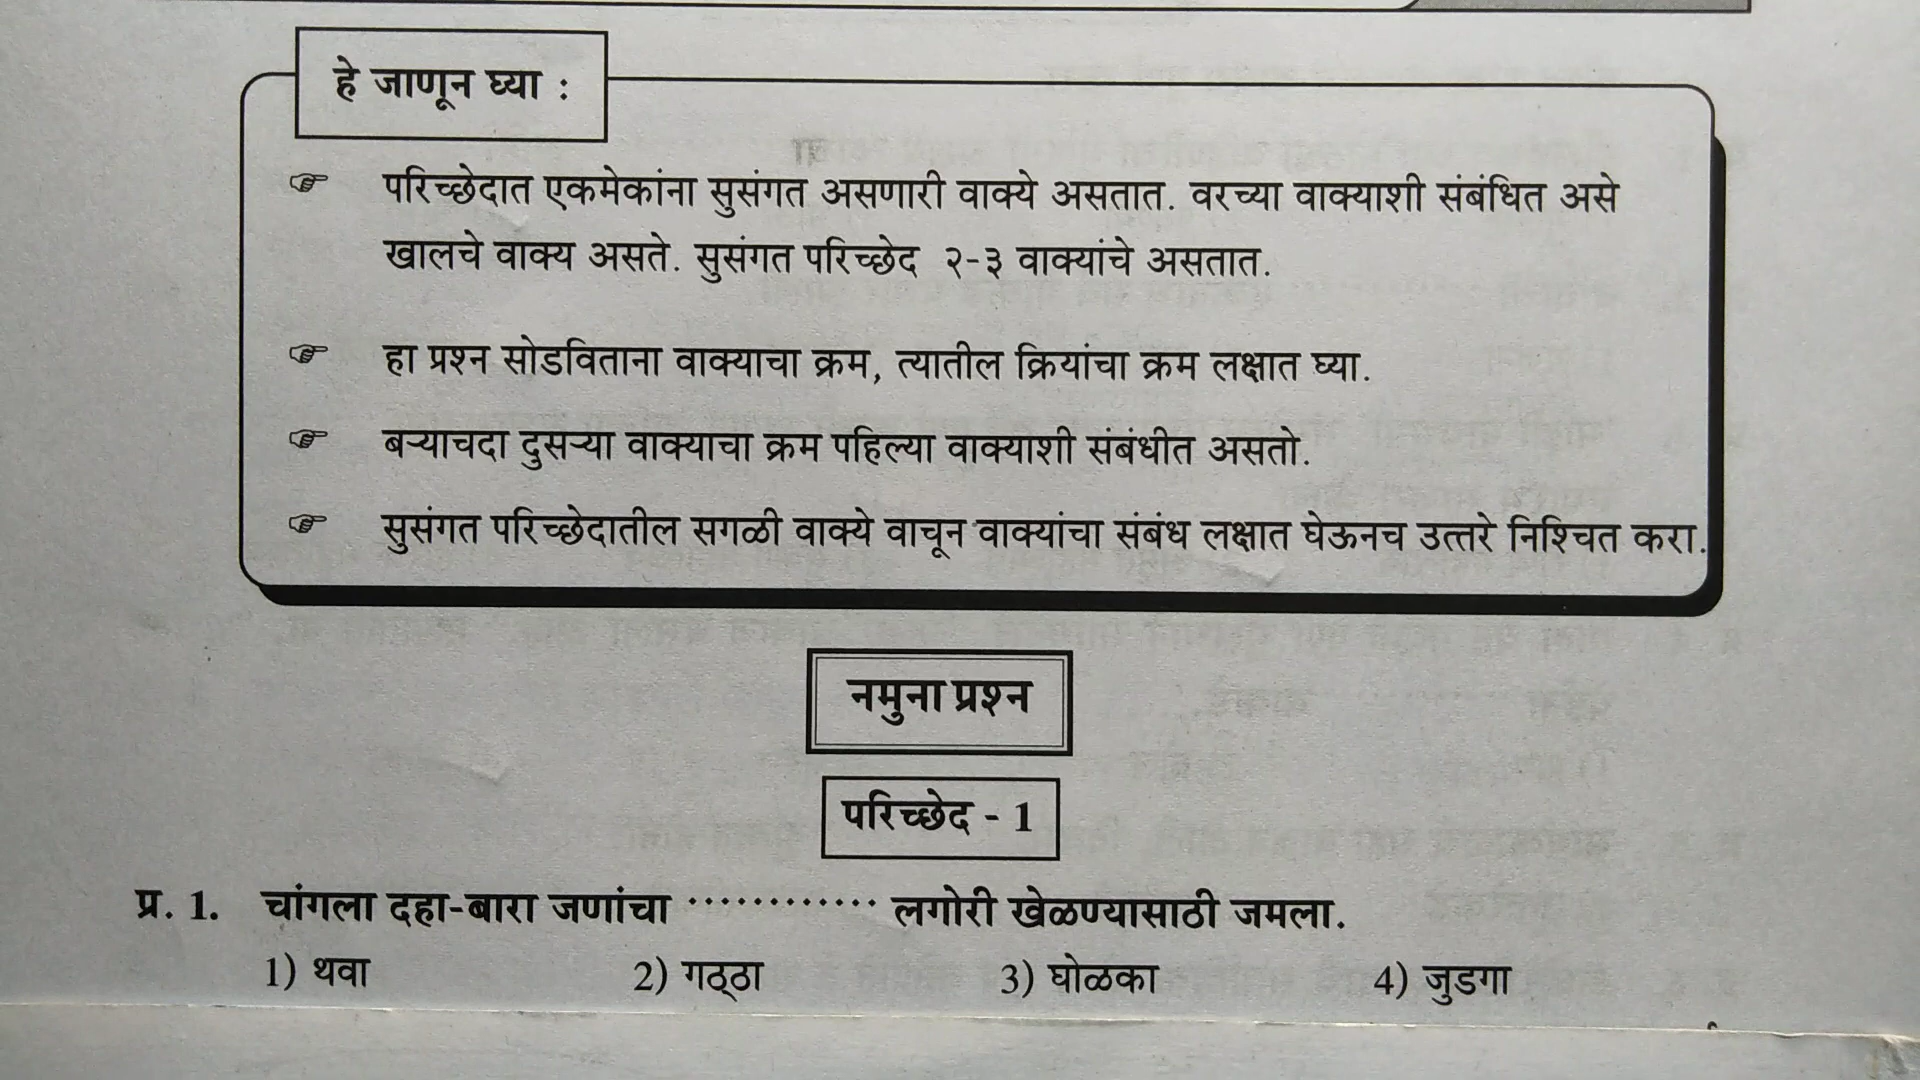 हे जाणून घ्या :
☞ परिच्छेदात एकमेकांना सुसंगत असणारी वाक्ये असतात. वरच्या वाक्याशी संबंधित असे
खालचे वाक्य असते. सुसंगत परिच्छेद २-३ वाक्यांचे असतात.
☞ हा प्रश्न सोडविताना वाक्याचा क्रम, त्यातील क्रियांचा क्रम लक्षात घ्या.
☞ बऱ्याचदा दुसऱ्या वाक्याचा क्रम पहिल्या वाक्याशी संबंधीत असतो.
☞ सुसंगत परिच्छेदातील सगळी वाक्ये वाचून वाक्यांचा संबंध लक्षात घेऊनच उत्तरे निश्चित करा.
नमुना प्रश्न
परिच्छेद - 1
प्र. 1. चांगला दहा-बारा जणांचा ············ लगोरी खेळण्यासाठी जमला.
1) थवा 2) गठ्ठा 3) घोळका 4) जुडगा